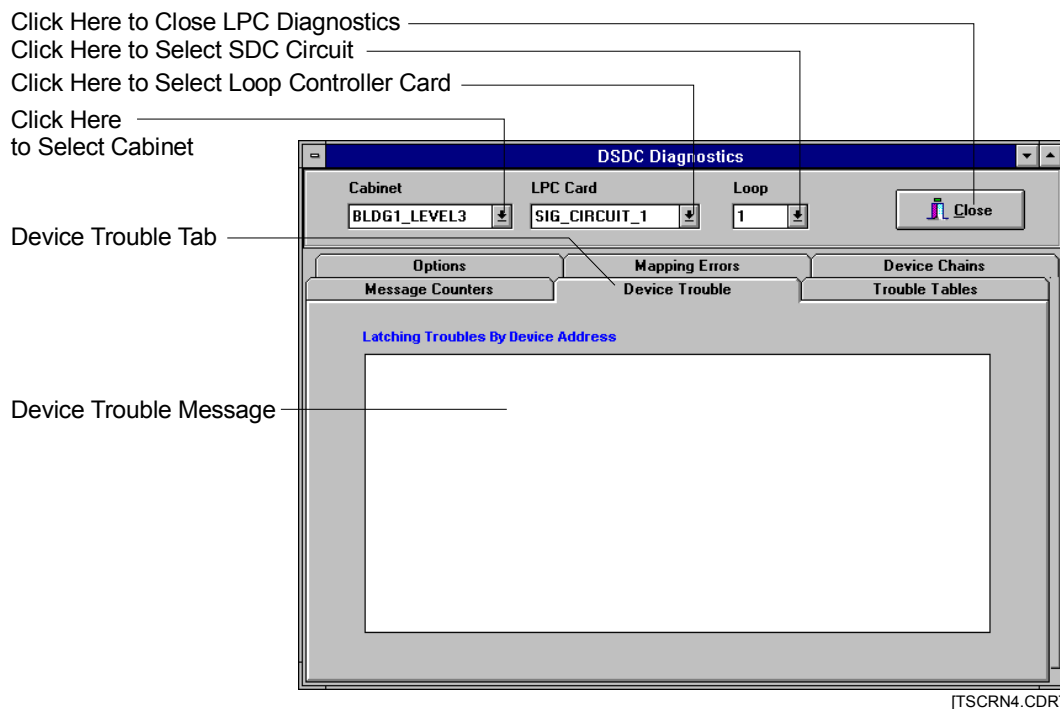 Click Here to Close LPC Diagnostics
Click Here to Select SDC Circuit
Click Here to Select Loop Controller Card
Click Here
to Select Cabinet
DSDC Diagnostics
Cabinet LPC Card Loop
BLDG1_LEVEL3 SIG_CIRCUIT_1 1 Close
Device Trouble Tab
Options Mapping Errors Device Chains
Message Counters Device Trouble Trouble Tables
Latching Troubles By Device Address
Device Trouble Message
[TSCRN4.CDR]